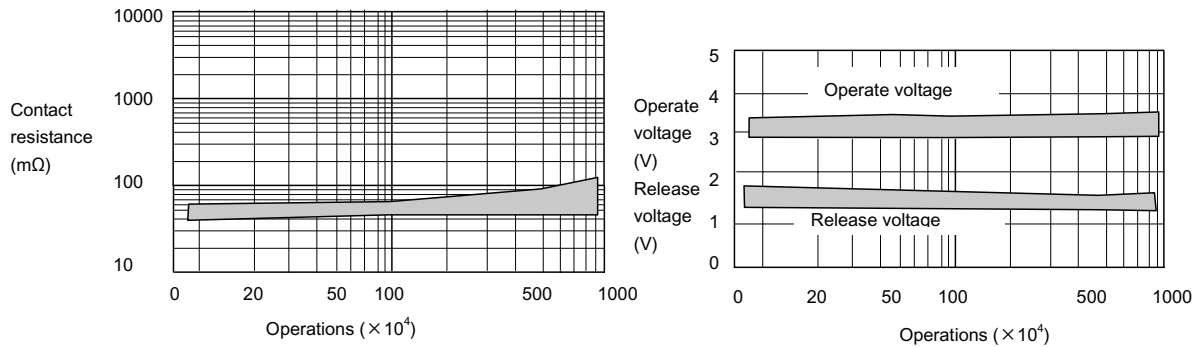 10000
1000
100
10
Contact
resistance
(mΩ)
0 20 50 100 500 1000
Operations (×10⁴)
5
4
3
2
1
0
Operate
voltage
(V)
Release
voltage
(V)
Operate voltage
Release voltage
0 20 50 100 500 1000
Operations (×10⁴)